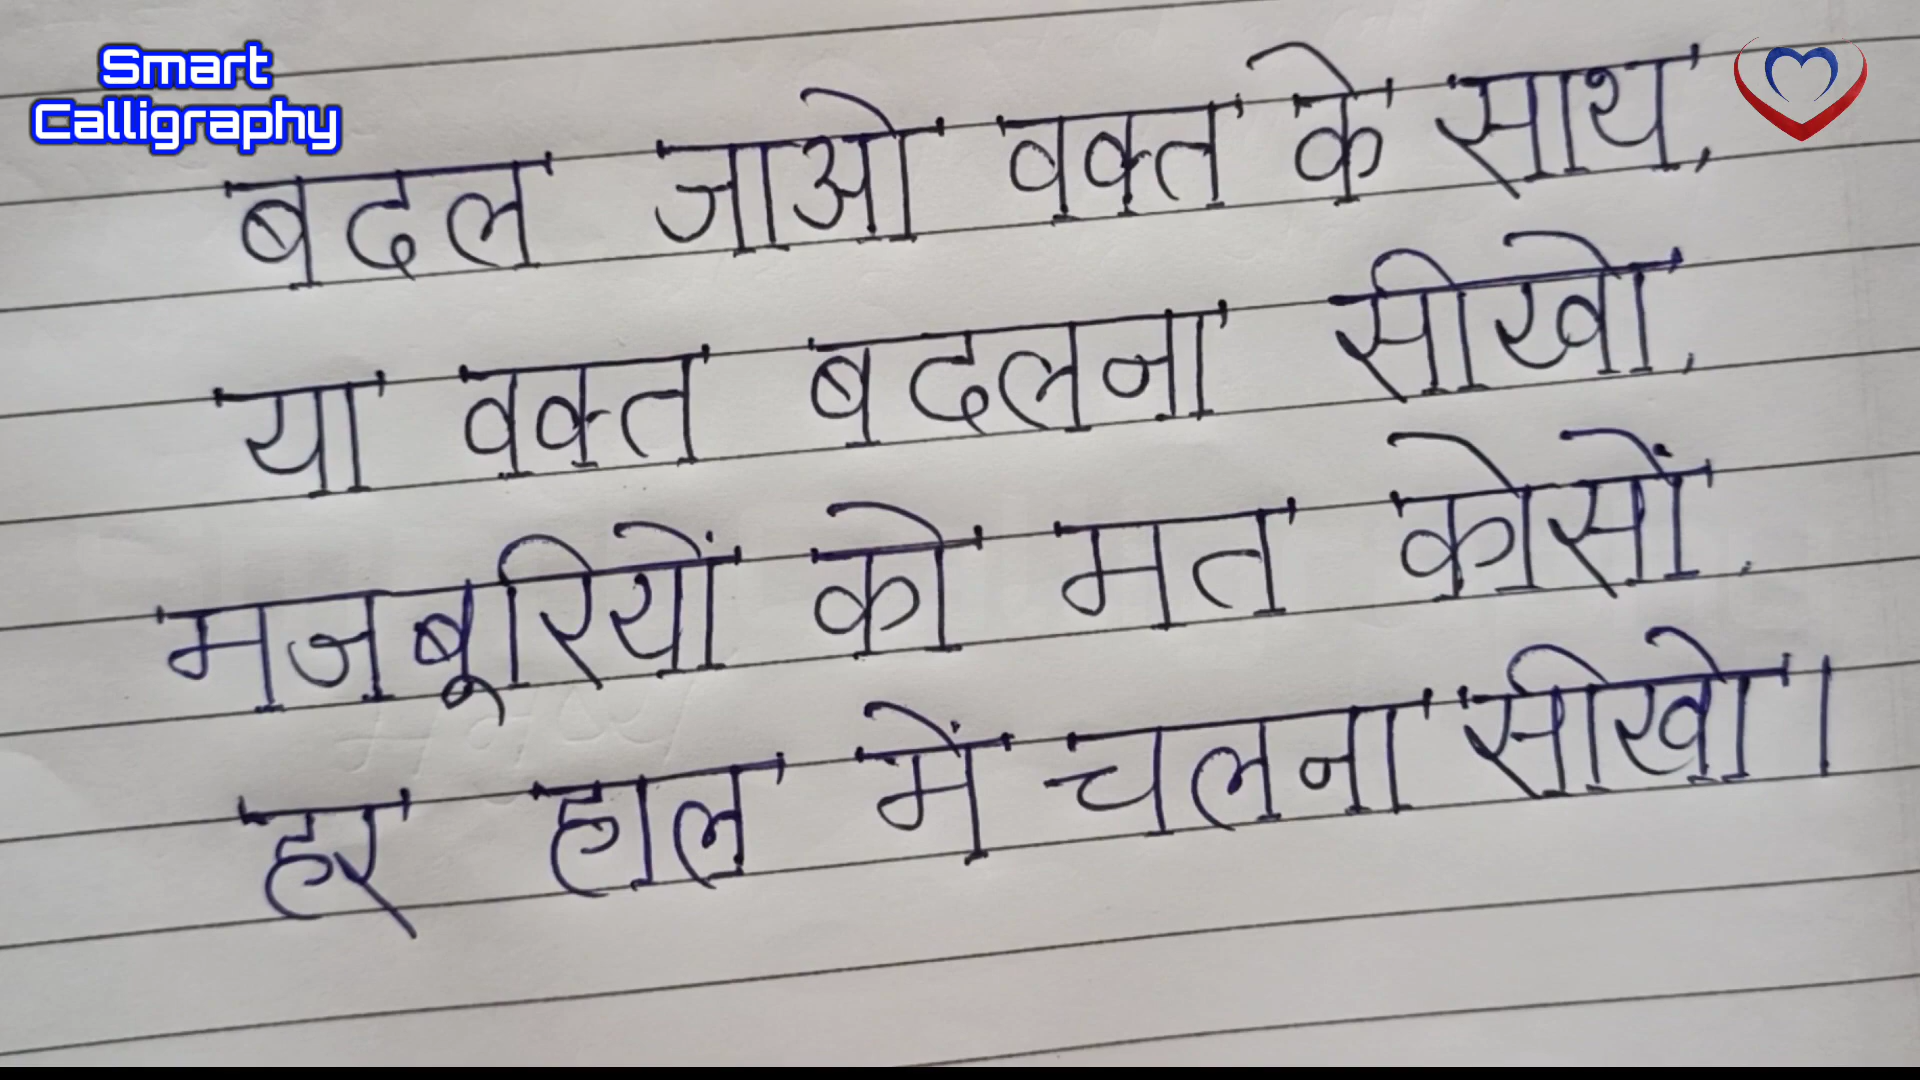 Smart
Calligraphy
बदल जाओ वक्त के साथ,
या वक्त बदलना सीखो,
मजबूरियों को मत कोसों,
हर हाल में चलना सीखो।